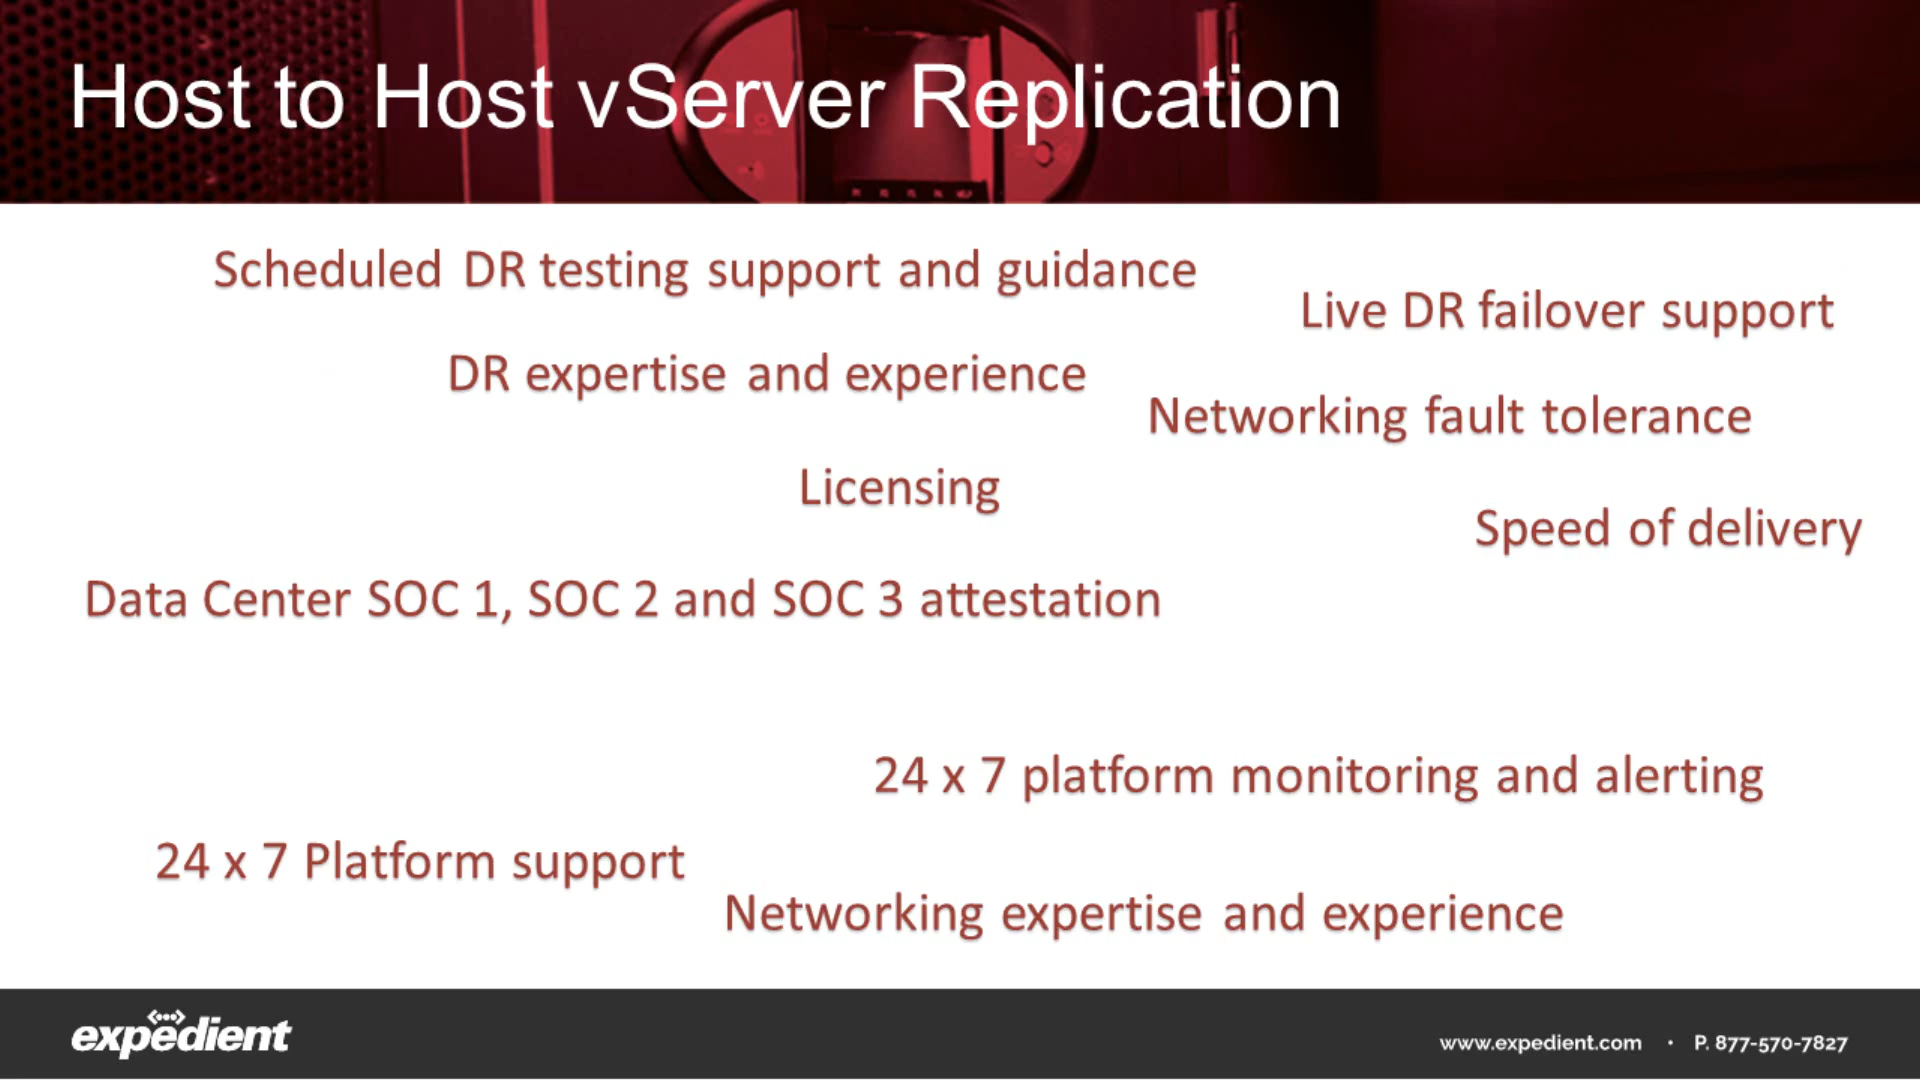 Host to Host vServer Replication
Scheduled DR testing support and guidance
Live DR failover support
DR expertise and experience
Networking fault tolerance
Licensing
Speed of delivery
Data Center SOC 1, SOC 2 and SOC 3 attestation
24 x 7 platform monitoring and alerting
24 x 7 Platform support
Networking expertise and experience
expedient
www.expedient.com • P. 877-570-7827